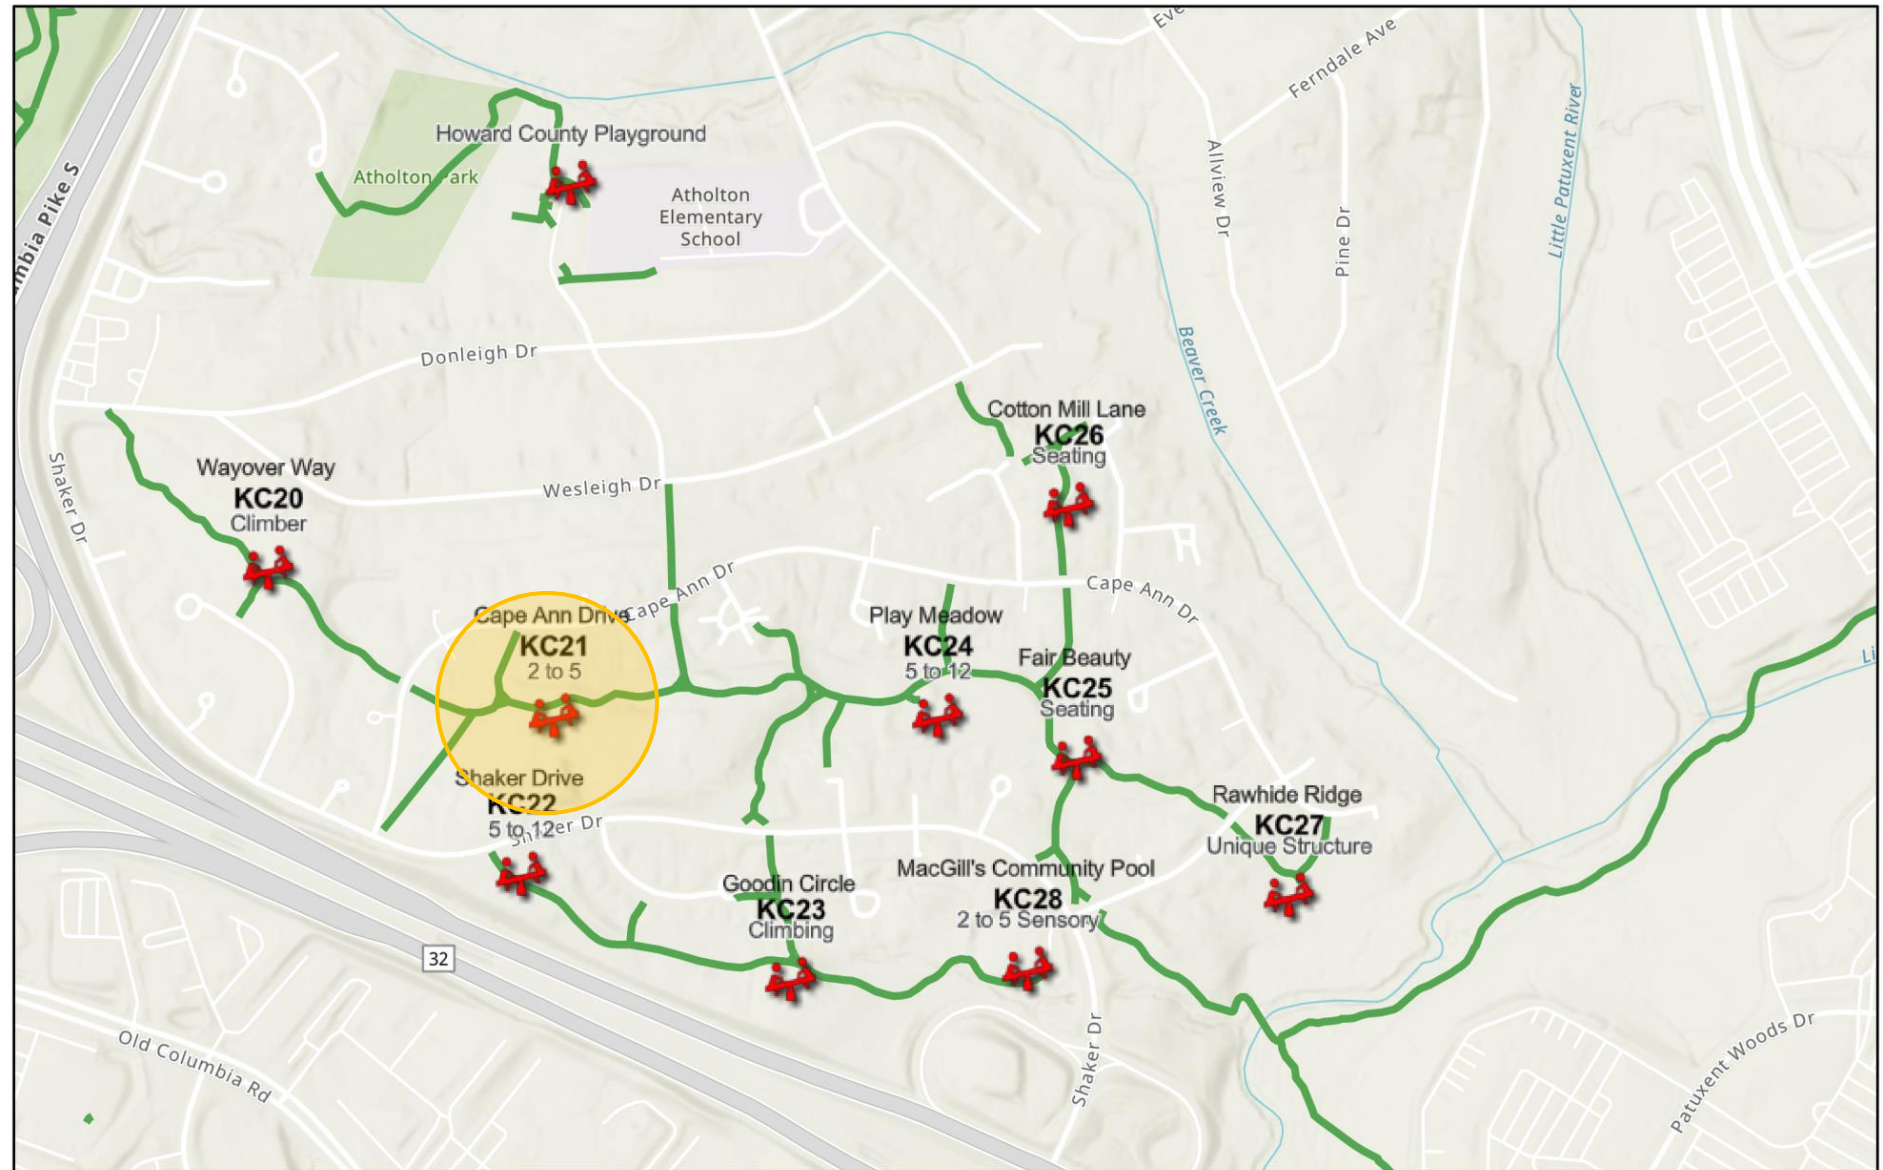 Eve
Ferndale Ave
Howard County Playground
Atholton Park
Atholton
Elementary
School
umbia Pike S
Allview Dr
Pine Dr
Little Patuxent River
Donleigh Dr
Beaver Creek
Cotton Mill Lane
KC26
Seating
Wayover Way
KC20
Climber
Shaker Dr
Wesleigh Dr
Cape Ann Dr
Cape Ann Dr
Cape Ann Drive
KC21
2 to 5
Play Meadow
KC24
5 to 12
Fair Beauty
KC25
Seating
Li
Shaker Drive
KC22
5 to 12
Shaker Dr
Rawhide Ridge
KC27
Unique Structure
MacGill's Community Pool
KC28
2 to 5 Sensory
Goodin Circle
KC23
Climbing
32
Old Columbia Rd
Shaker Dr
Patuxent Woods Dr